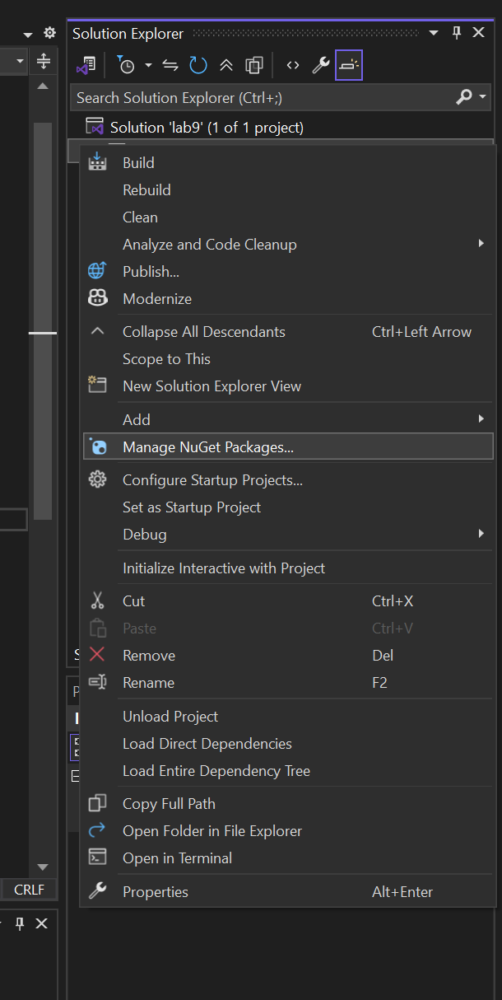 Solution Explorer
Search Solution Explorer (Ctrl+;)
Solution 'lab9' (1 of 1 project)
Build
Rebuild
Clean
Analyze and Code Cleanup
Publish...
Modernize
Collapse All Descendants Ctrl+Left Arrow
Scope to This
New Solution Explorer View
Add
Manage NuGet Packages...
Configure Startup Projects...
Set as Startup Project
Debug
Initialize Interactive with Project
Cut Ctrl+X
Paste Ctrl+V
Remove Del
Rename F2
Unload Project
Load Direct Dependencies
Load Entire Dependency Tree
Copy Full Path
Open Folder in File Explorer
Open in Terminal
Properties Alt+Enter
CRLF